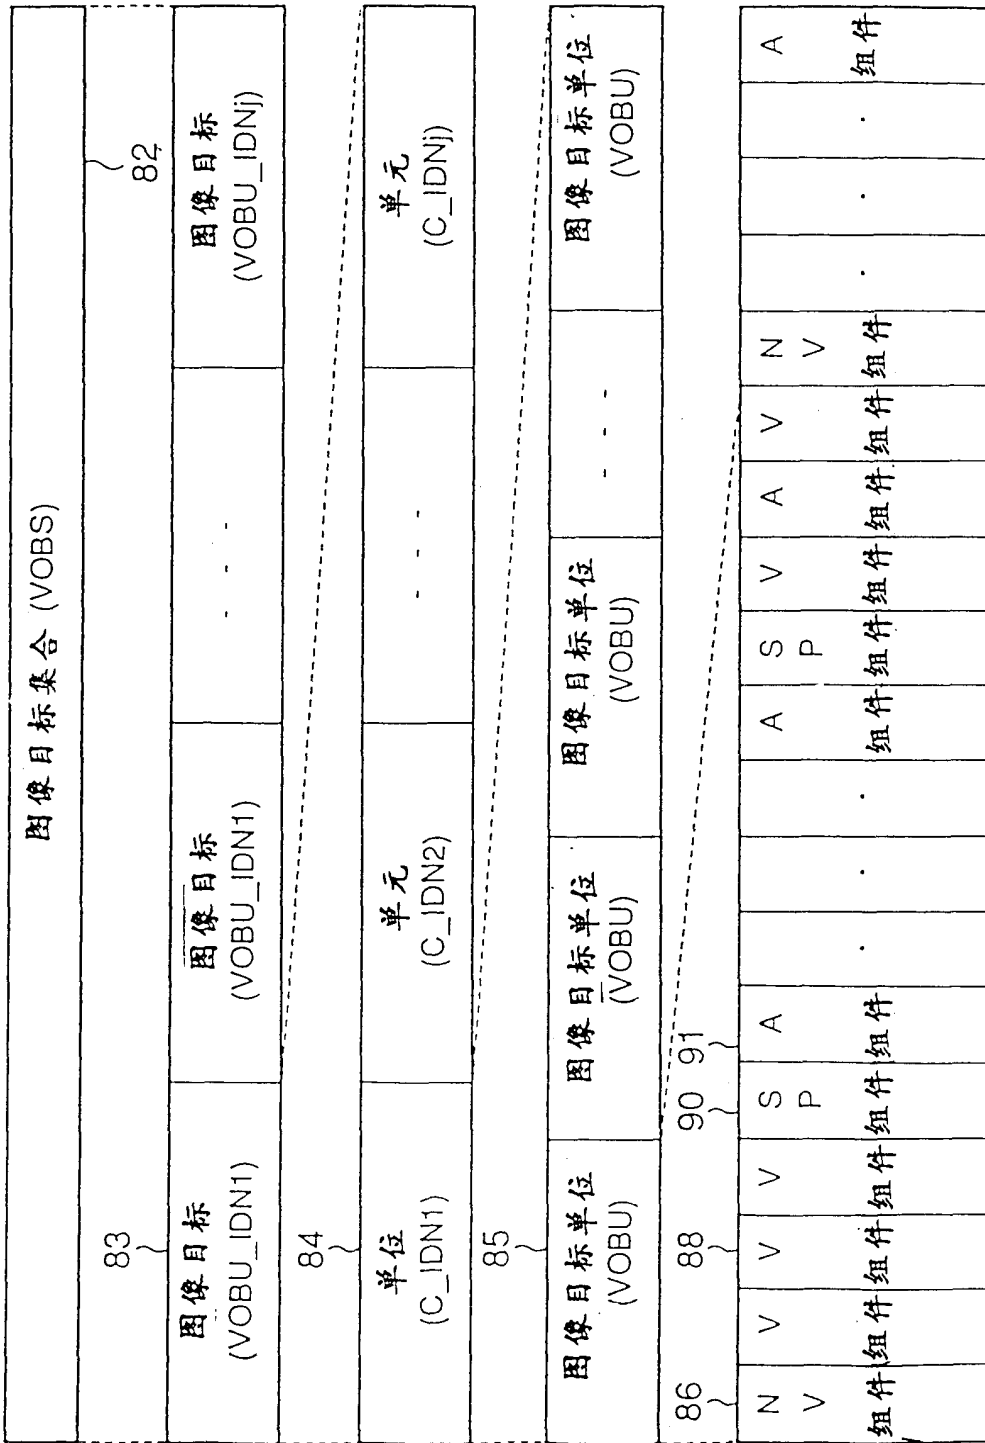 图像目标集合 (VOBS)
82
83
图像目标
(VOBU_IDN1)
图像目标
(VOBU_IDN1)
- - -
图像目标
(VOBU_IDNj)
84
单位
(C_IDN1)
单元
(C_IDN2)
- - -
单元
(C_IDNj)
85
图像目标单位
(VOBU)
图像目标单位
(VOBU)
图像目标单位
(VOBU)
- - -
图像目标单位
(VOBU)
86
88
90
91
N V 组件
V 组件
V 组件
V 组件
S P 组件
A 组件
· · ·
A 组件
S P 组件
V 组件
A 组件
V 组件
N V 组件
· · ·
A 组件